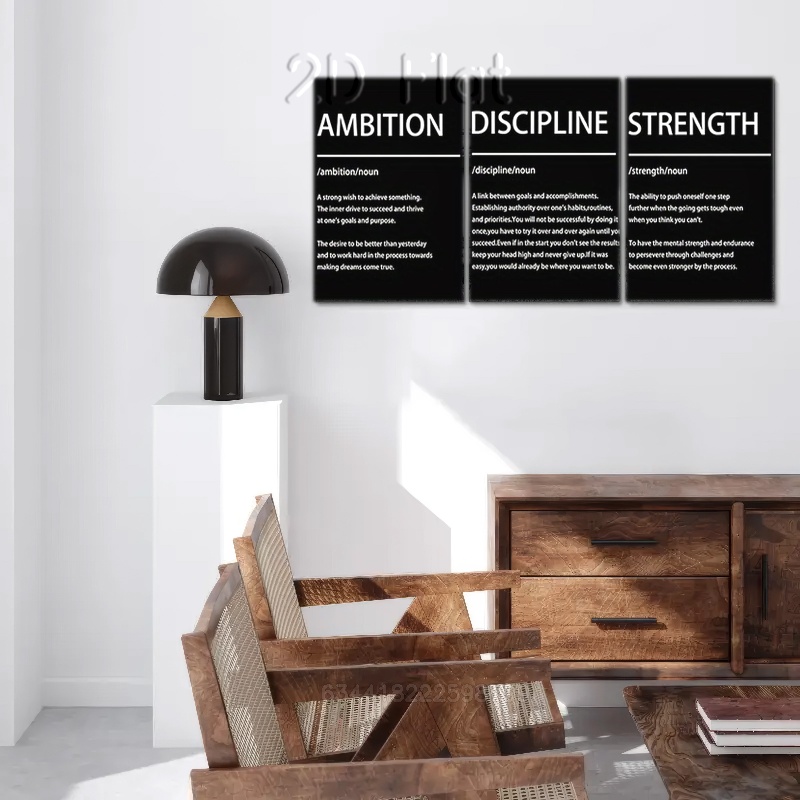 2D Flat
AMBITION
/ambition/noun
A strong wish to achieve something.
The inner drive to succeed and thrive
at one's goals and purpose.
The desire to be better than yesterday
and to work hard in the process towards
making dreams come true.
DISCIPLINE
/discipline/noun
A link between goals and accomplishments.
Establishing authority over one's habits,routines,
and priorities.You will not be successful by doing it
once,you have to try it over and over again until you
succeed.Even if in the start you don't see the results
keep your head high and never give up.If it was
easy,you would already be where you want to be.
STRENGTH
/strength/noun
The ability to push oneself one step
further when the going gets tough even
when you think you can't.
To have the mental strength and endurance
to persevere through challenges and
become even stronger by the process.